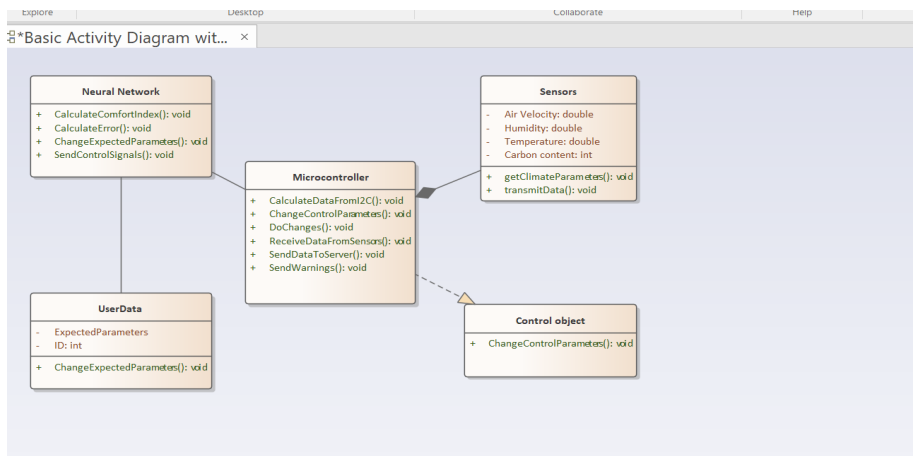 Explore Desktop Collaborate Help
*Basic Activity Diagram wit... ×
Neural Network
+ CalculateComfortIndex(): void
+ CalculateError(): void
+ ChangeExpectedParameters(): void
+ SendControlSignals(): void
Sensors
- Air Velocity: double
- Humidity: double
- Temperature: double
- Carbon content: int
+ getClimateParameters(): void
+ transmitData(): void
Microcontroller
+ CalculateDataFromI2C(): void
+ ChangeControlParameters(): void
+ DoChanges(): void
+ ReceiveDataFromSensors(): void
+ SendDataToServer(): void
+ SendWarnings(): void
UserData
- ExpectedParameters
- ID: int
+ ChangeExpectedParameters(): void
Control object
+ ChangeControlParameters(): void